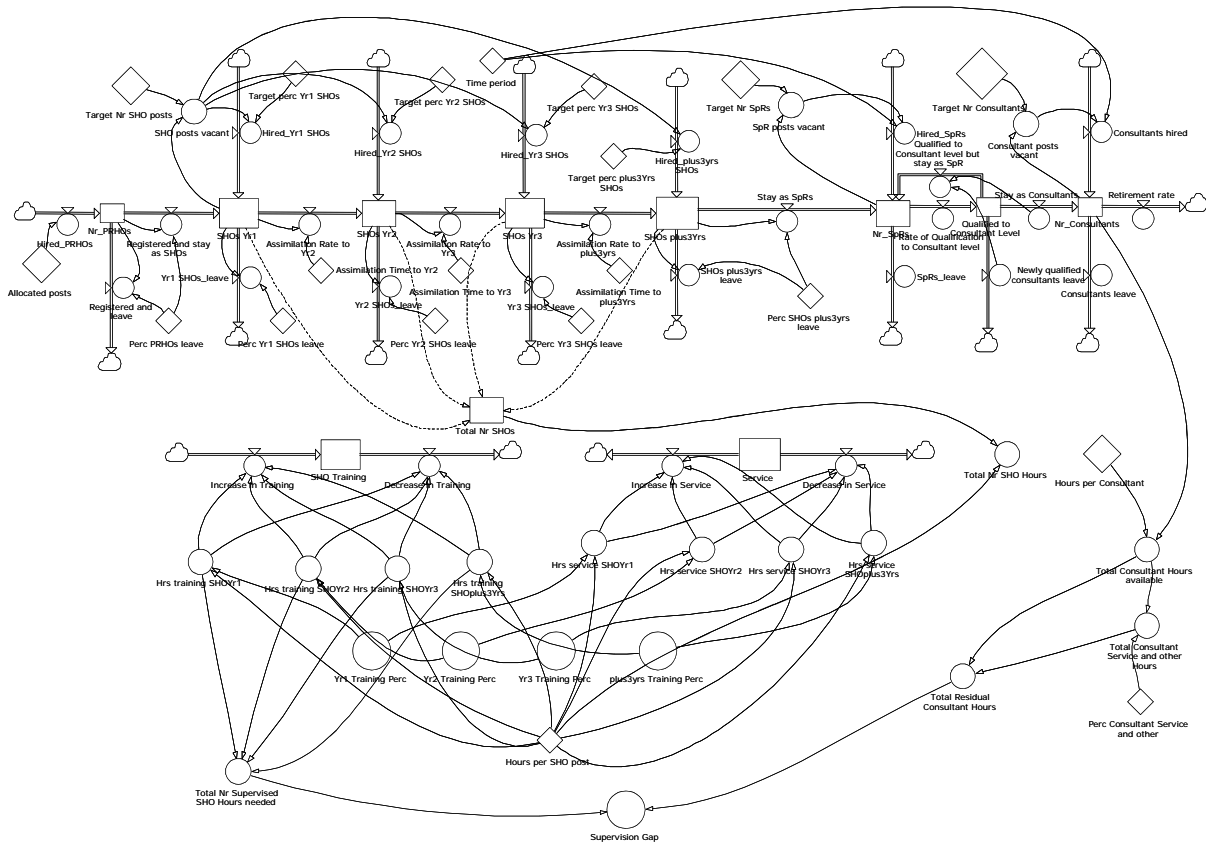 Time period
Target Nr SHO posts
SHO posts vacant
Target perc Yr1 SHOs
Hired_Yr1 SHOs
Target perc Yr2 SHOs
Hired_Yr2 SHOs
Target perc Yr3 SHOs
Hired_Yr3 SHOs
Target perc plus3Yrs
SHOs
Hired_plus3yrs
SHOs
Target Nr SpRs
SpR posts vacant
Hired_SpRs
Qualified to
Consultant level but
stay as SpR
Target Nr Consultants
Consultant posts
vacant
Consultants hired
Hired_PRHOs
Nr_PRHOs
Registered and stay
as SHOs
SHOs Yr1
Assimilation Rate to
Yr2
SHOs Yr2
Assimilation Rate to
Yr3
SHOs Yr3
Assimilation Rate to
plus3yrs
SHOs plus3Yrs
Stay as SpRs
Nr_SpRs
Rate of Qualification
to Consultant level
Qualified to
Consultant Level
Stay as Consultants
Nr_Consultants
Retirement rate
Allocated posts
Registered and
leave
Perc PRHOs leave
Yr1 SHOs_leave
Perc Yr1 SHOs leave
Assimilation Time to Yr2
Yr2 SHOs_leave
Perc Yr2 SHOs leave
Assimilation Time to Yr3
Yr3 SHOs_leave
Perc Yr3 SHOs leave
Assimilation Time to
plus3Yrs
SHOs plus3yrs
leave
Perc SHOs plus3yrs
leave
SpRs_leave
Newly qualified
consultants leave
Consultants leave
Total Nr SHOs
SHO Training
Increase in Training
Decrease in Training
Service
Increase in Service
Decrease in Service
Total Nr SHO Hours
Hours per Consultant
Hrs training SHOYr1
Hrs training SHOYr2
Hrs training SHOYr3
Hrs training
SHOplus3Yrs
Hrs service SHOYr1
Hrs service SHOYr2
Hrs service SHOYr3
Hrs Service
SHOplus3Yrs
Total Consultant Hours
available
Yr1 Training Perc
Yr2 Training Perc
Yr3 Training Perc
plus3yrs Training Perc
Total Consultant
Service and other
Hours
Total Residual
Consultant Hours
Perc Consultant Service
and other
Hours per SHO post
Total Nr Supervised
SHO Hours needed
Supervision Gap